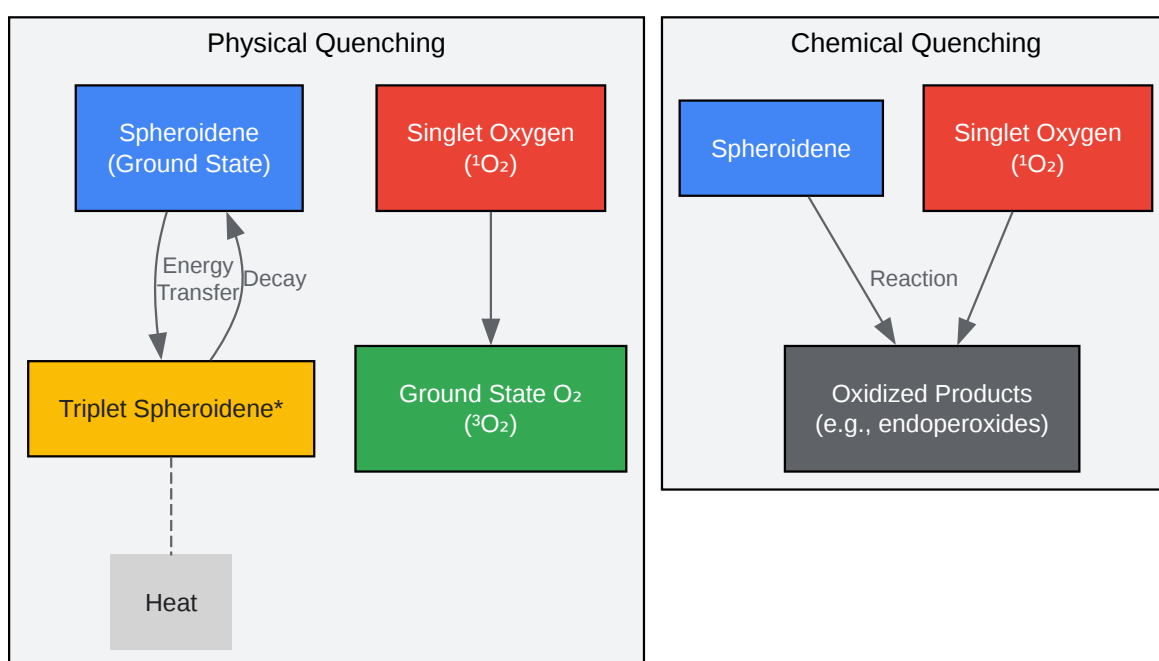 Physical Quenching
Spheroidene
(Ground State)
Singlet Oxygen
(¹O₂)
Energy
Transfer
Decay
Triplet Spheroidene*
Ground State O₂
(³O₂)
Heat
Chemical Quenching
Spheroidene
Singlet Oxygen
(¹O₂)
Reaction
Oxidized Products
(e.g., endoperoxides)